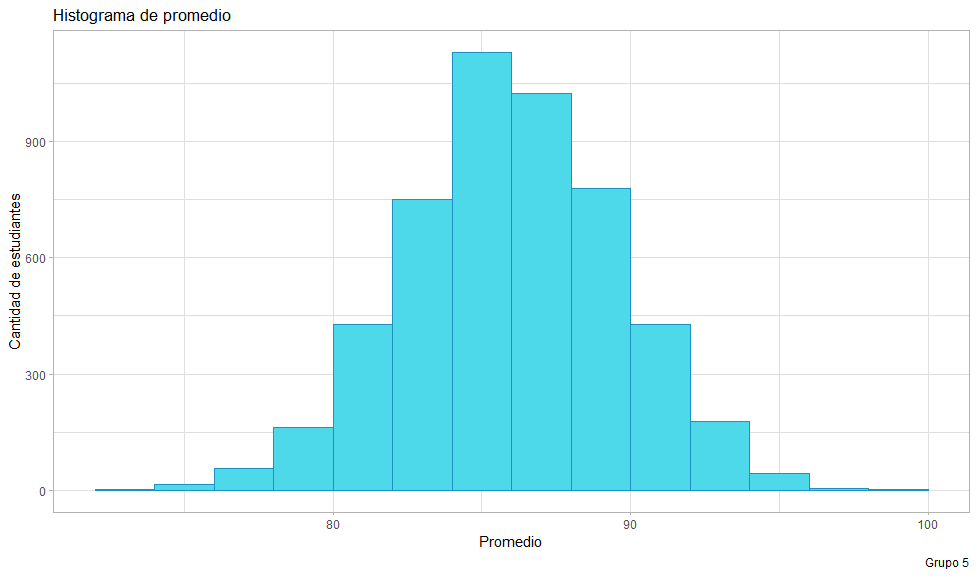 Histograma de promedio
Cantidad de estudiantes
900
600
300
0
80 90 100
Promedio
Grupo 5